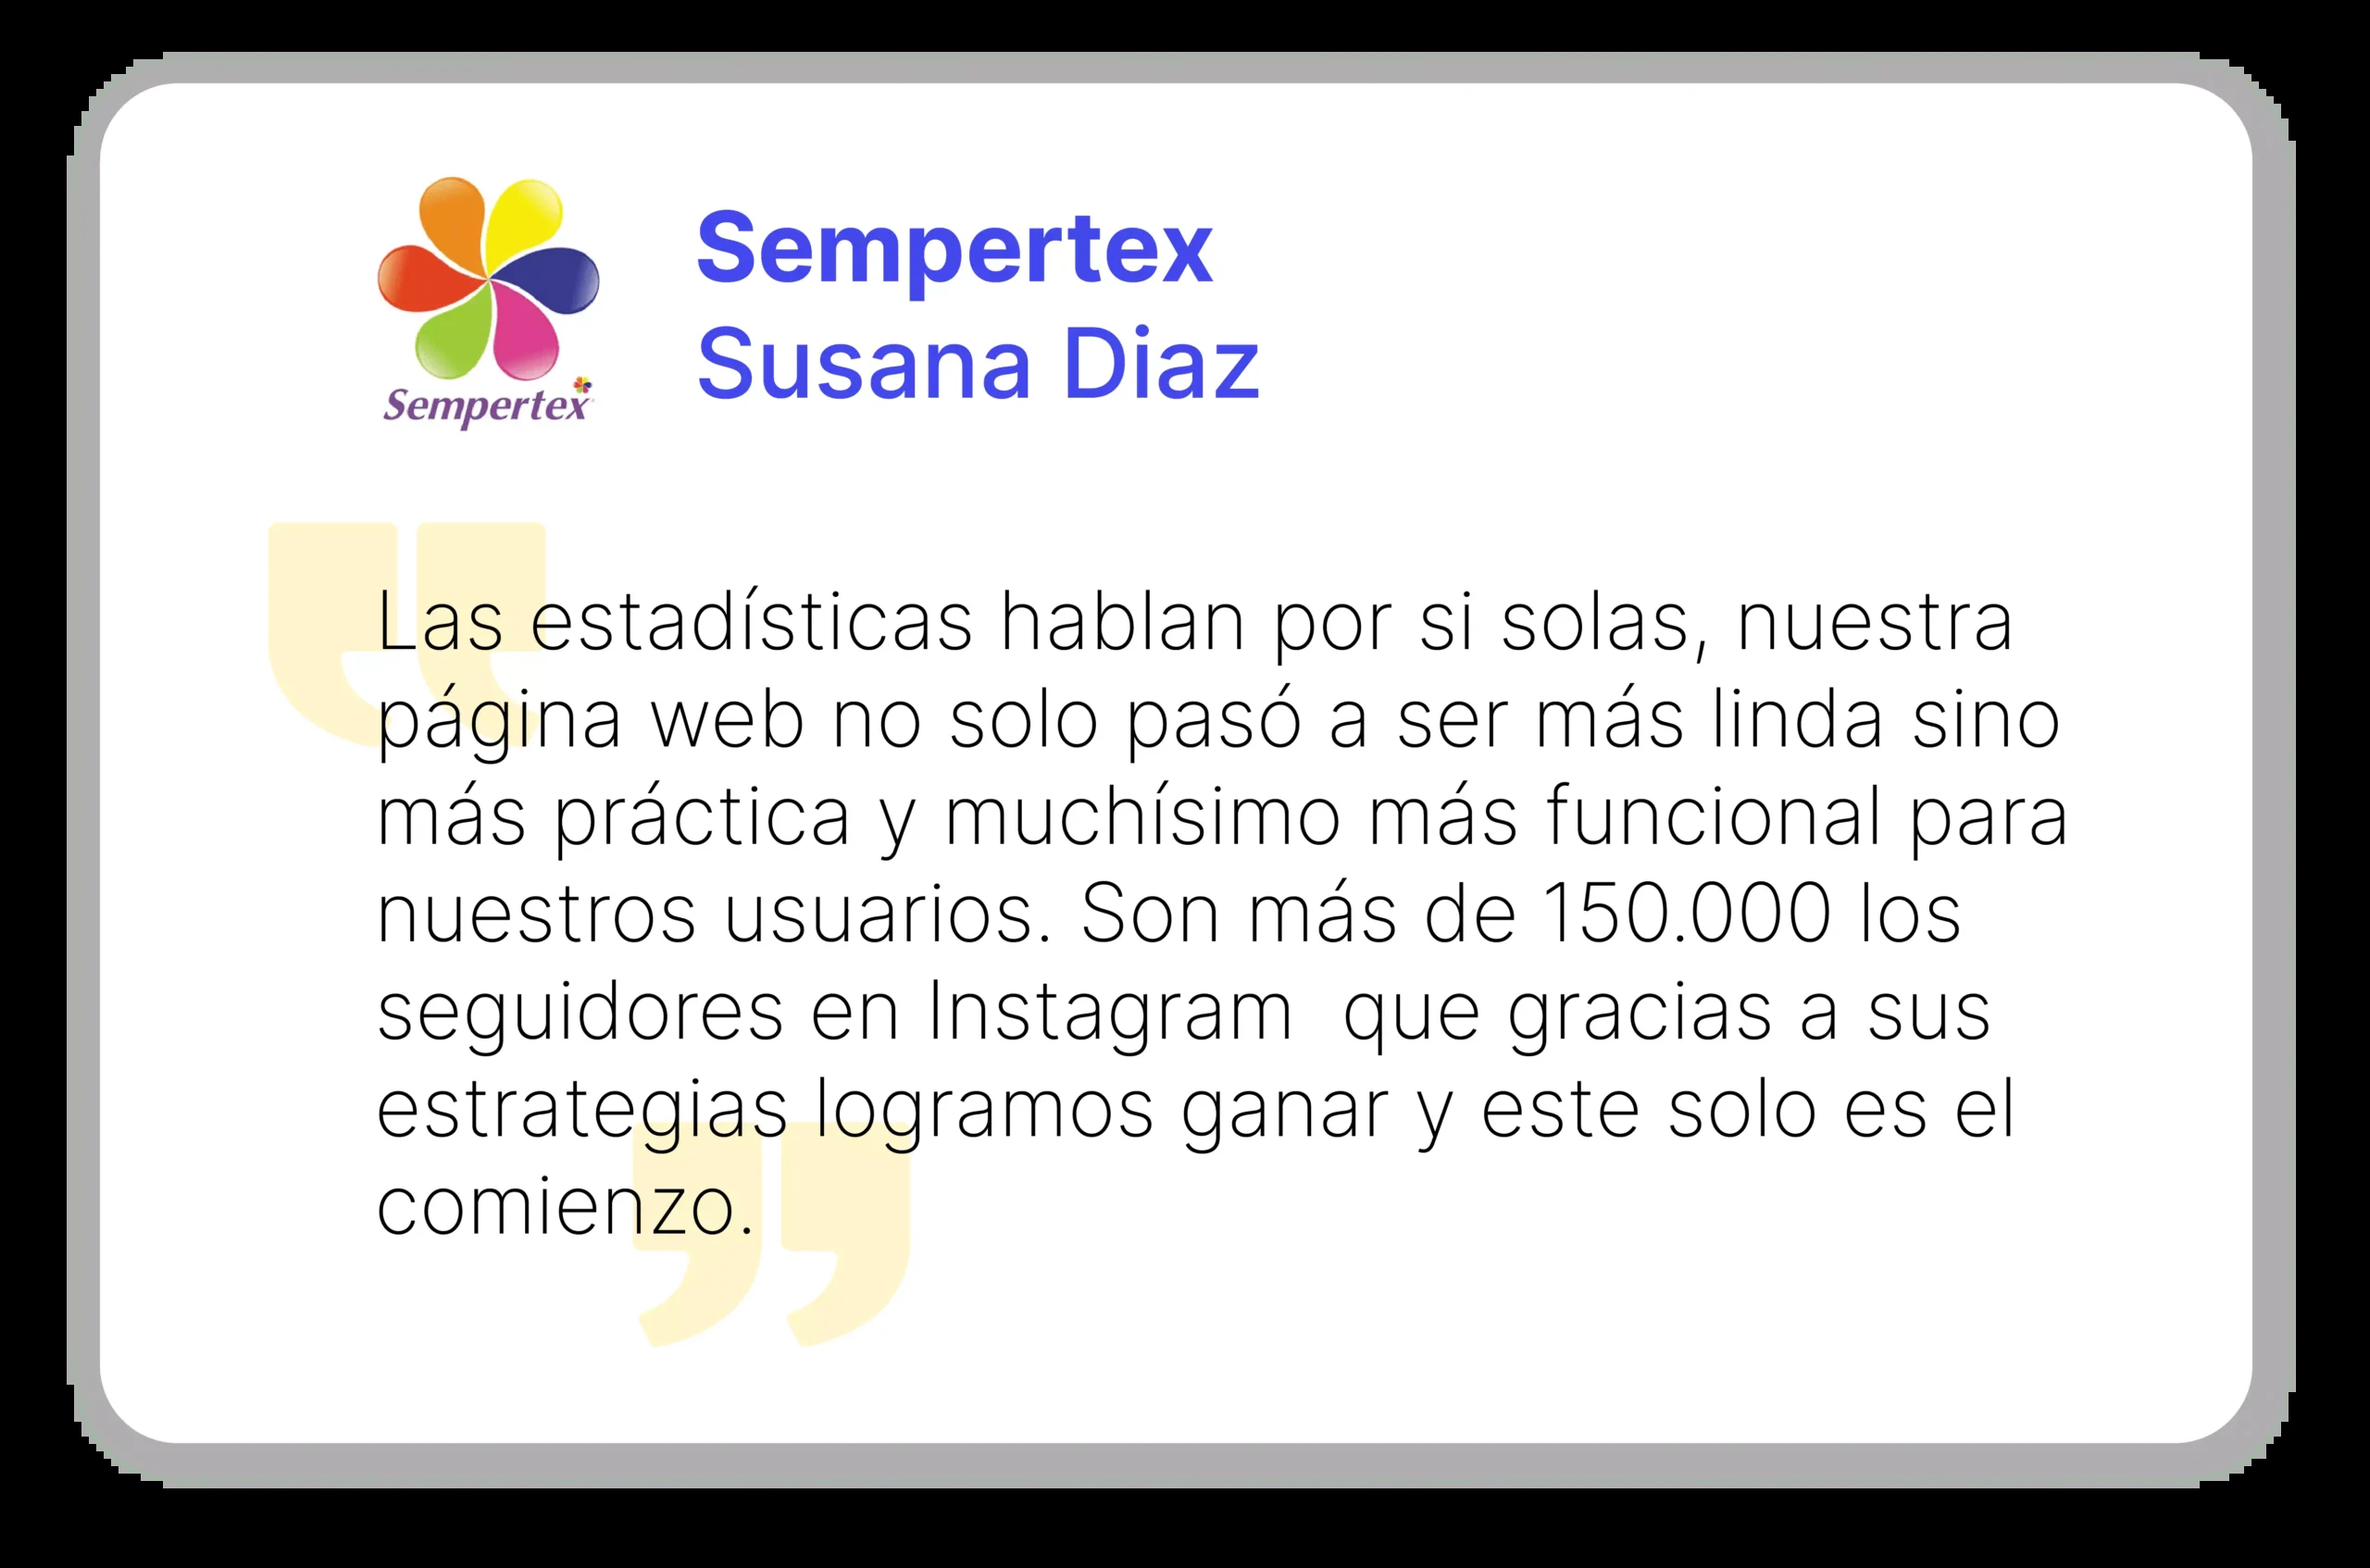 Sempertex
Susana Diaz
Sempertex
Las estadísticas hablan por si solas, nuestra
página web no solo pasó a ser más linda sino
más práctica y muchísimo más funcional para
nuestros usuarios. Son más de 150.000 los
seguidores en Instagram  que gracias a sus
estrategias logramos ganar y este solo es el
comienzo.